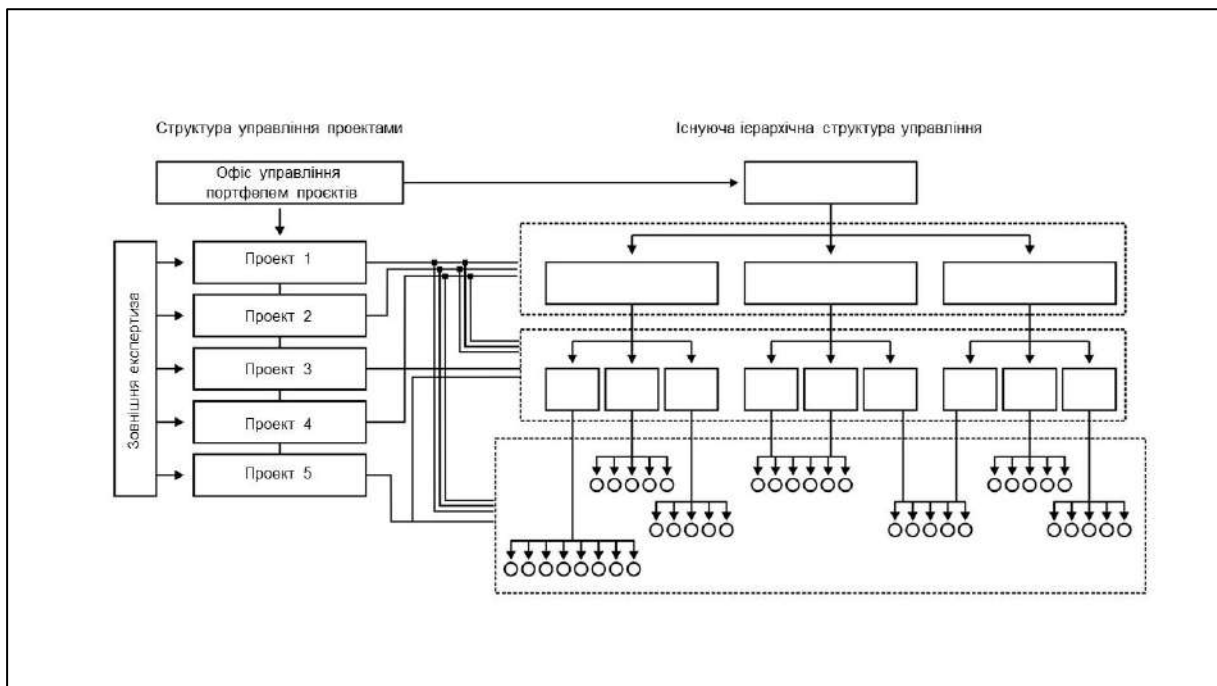 Структура управління проектами
Існуюча ієрархічна структура управління
Офіс управління
портфелем проєктів
Зовнішня експертиза
Проект 1
Проект 2
Проект 3
Проект 4
Проект 5